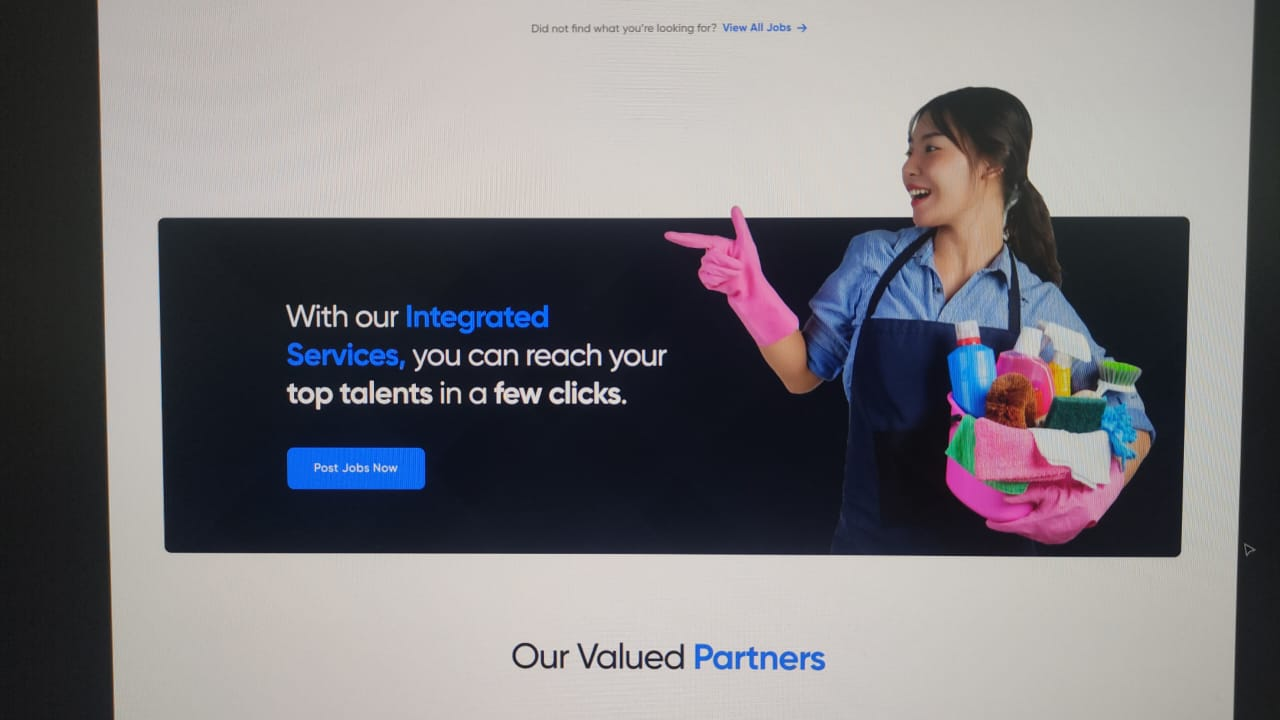 Did not find what you're looking for? View All Jobs →
With our Integrated
Services, you can reach your
top talents in a few clicks.
Post Jobs Now
Our Valued Partners